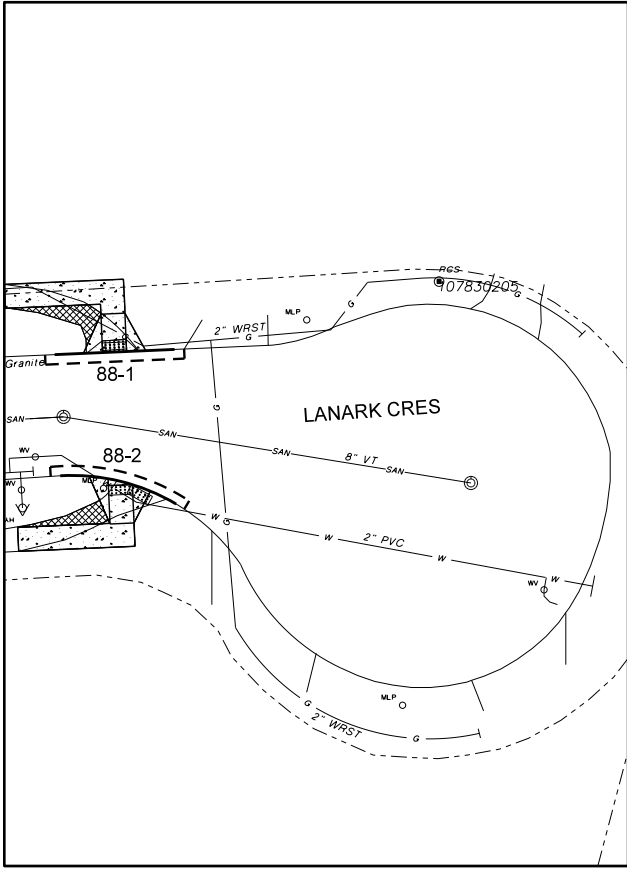 RGS
107830205
G
G
MLP
2" WRST
G
Granite
88-1
G
LANARK CRES
SAN
SAN
SAN
8" VT
SAN
88-2
WV
WV
MLP
AH
W
G
W
2" PVC
W
W
WV
MLP
G
2" WRST
G